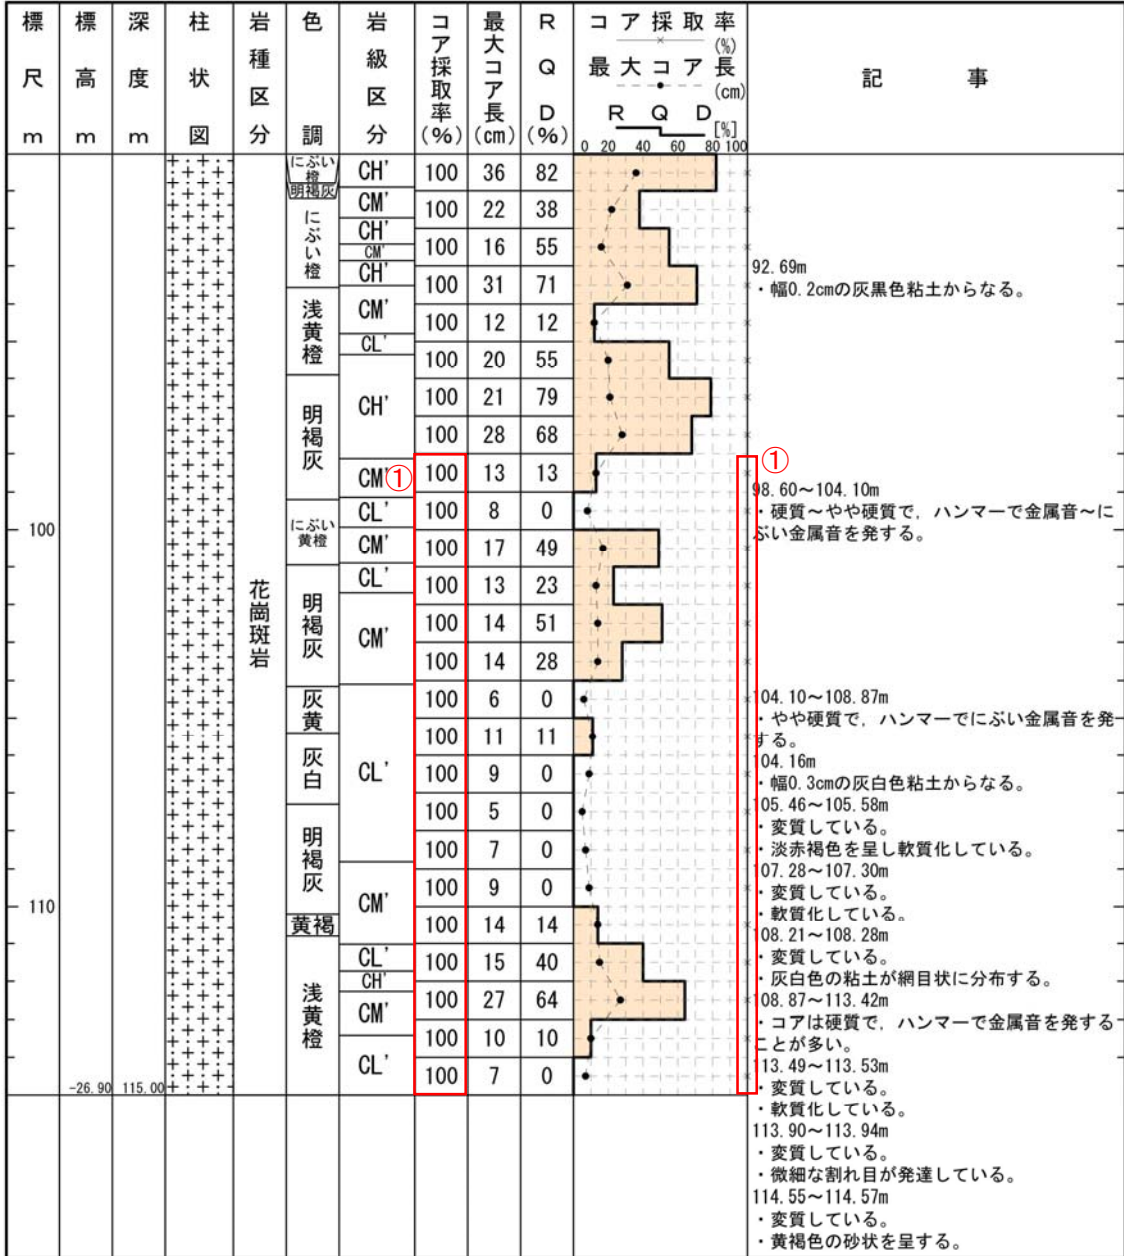 標尺m
標高m
深度m
柱状図
岩種区分
色調
岩級区分
コア採取率(%)
最大コア長(cm)
RQD(%)
コア採取率(%)
最大コア長(cm)
RQD[%]
0 20 40 60 80 100
記事
にぶい橙
明褐灰
にぶい橙
浅黄橙
明褐灰
にぶい黄橙
明褐灰
灰黄
灰白
明褐灰
黄褐
浅黄橙
花崗斑岩
CH'
CM'
CH'
CM'
CH'
CM'
CL'
CH'
CM'
CL'
CM'
CL'
CM'
CL'
CM'
CL'
CH'
CM'
CL'
100 36 82
100 22 38
100 16 55
100 31 71
100 12 12
100 20 55
100 21 79
100 28 68
① 100 13 13 ①
100 8 0
100
100 17 49
100 13 23
100 14 51
100 14 28
100 6 0
100 11 11
100 9 0
100 5 0
100 7 0
100 9 0
110
100 14 14
100 15 40
100 27 64
100 10 10
100 7 0
-26.90 115.00
92.69m
・幅0.2cmの灰黒色粘土からなる。
98.60～104.10m
・硬質～やや硬質で，ハンマーで金属音～に
ぶい金属音を発する。
104.10～108.87m
・やや硬質で，ハンマーでにぶい金属音を発
する。
104.16m
・幅0.3cmの灰白色粘土からなる。
105.46～105.58m
・変質している。
・淡赤褐色を呈し軟質化している。
107.28～107.30m
・変質している。
・軟質化している。
108.21～108.28m
・変質している。
・灰白色の粘土が網目状に分布する。
108.87～113.42m
・コアは硬質で，ハンマーで金属音を発する
ことが多い。
113.49～113.53m
・変質している。
・軟質化している。
113.90～113.94m
・変質している。
・微細な割れ目が発達している。
114.55～114.57m
・変質している。
・黄褐色の砂状を呈する。